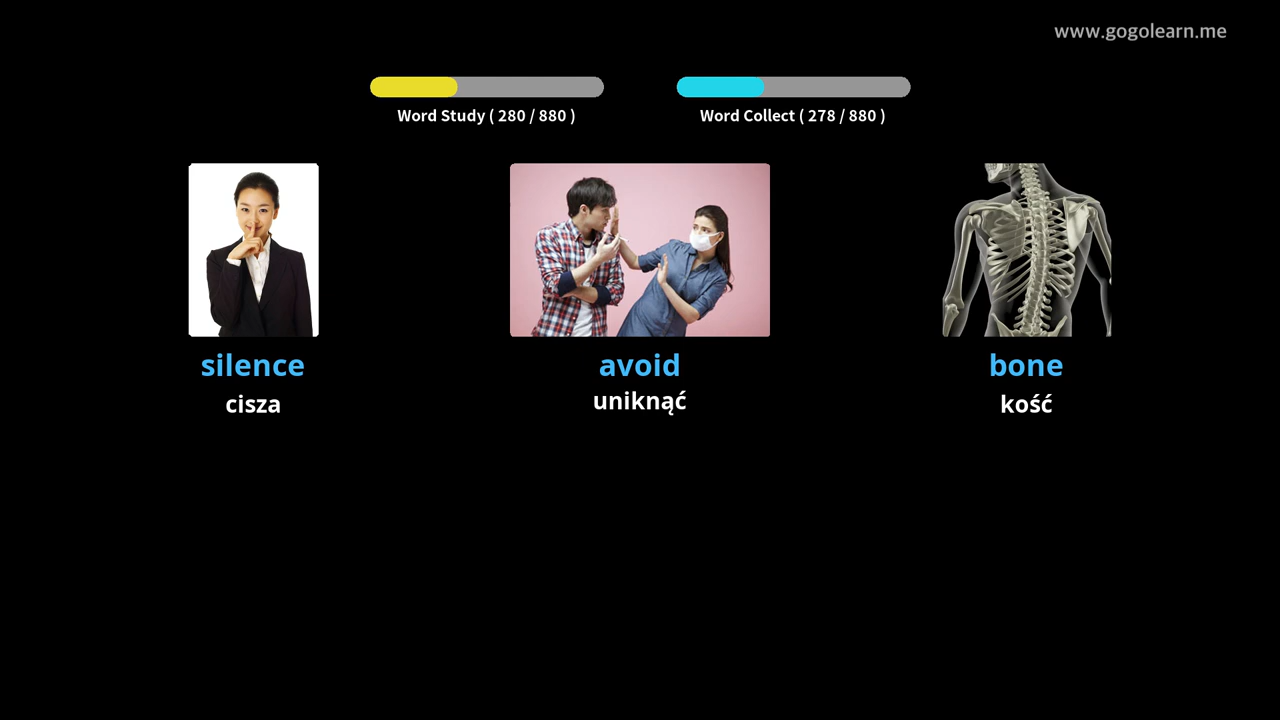 www.gogolearn.me
Word Study ( 280 / 880 )
Word Collect ( 278 / 880 )
silence
cisza
avoid
uniknąć
bone
kość